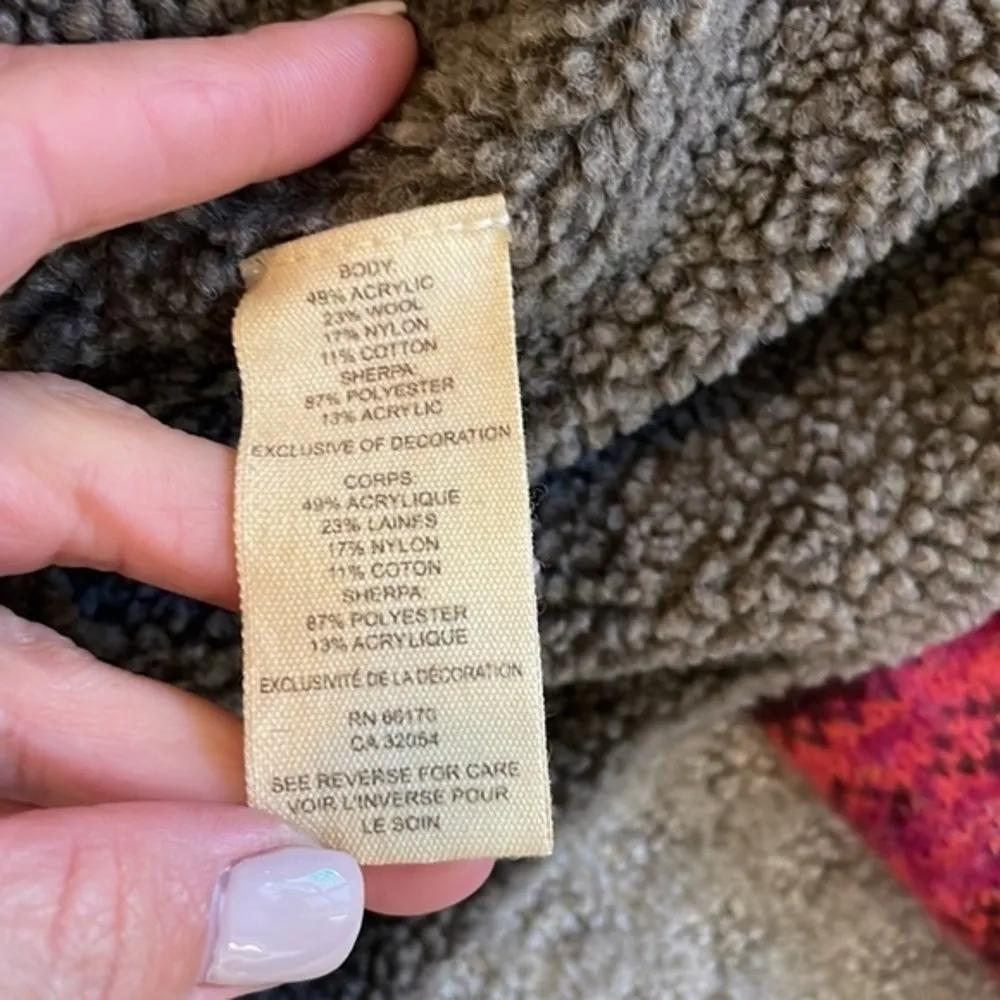 BODY:
49% ACRYLIC
23% WOOL
17% NYLON
11% COTTON
SHERPA:
87% POLYESTER
13% ACRYLIC
EXCLUSIVE OF DECORATION
CORPS:
49% ACRYLIQUE
23% LAINES
17% NYLON
11% COTON
SHERPA:
87% POLYESTER
13% ACRYLIQUE
EXCLUSIVITÉ DE LA DÉCORATION
RN 66170
CA 32054
SEE REVERSE FOR CARE
VOIR L'INVERSE POUR
LE SOIN